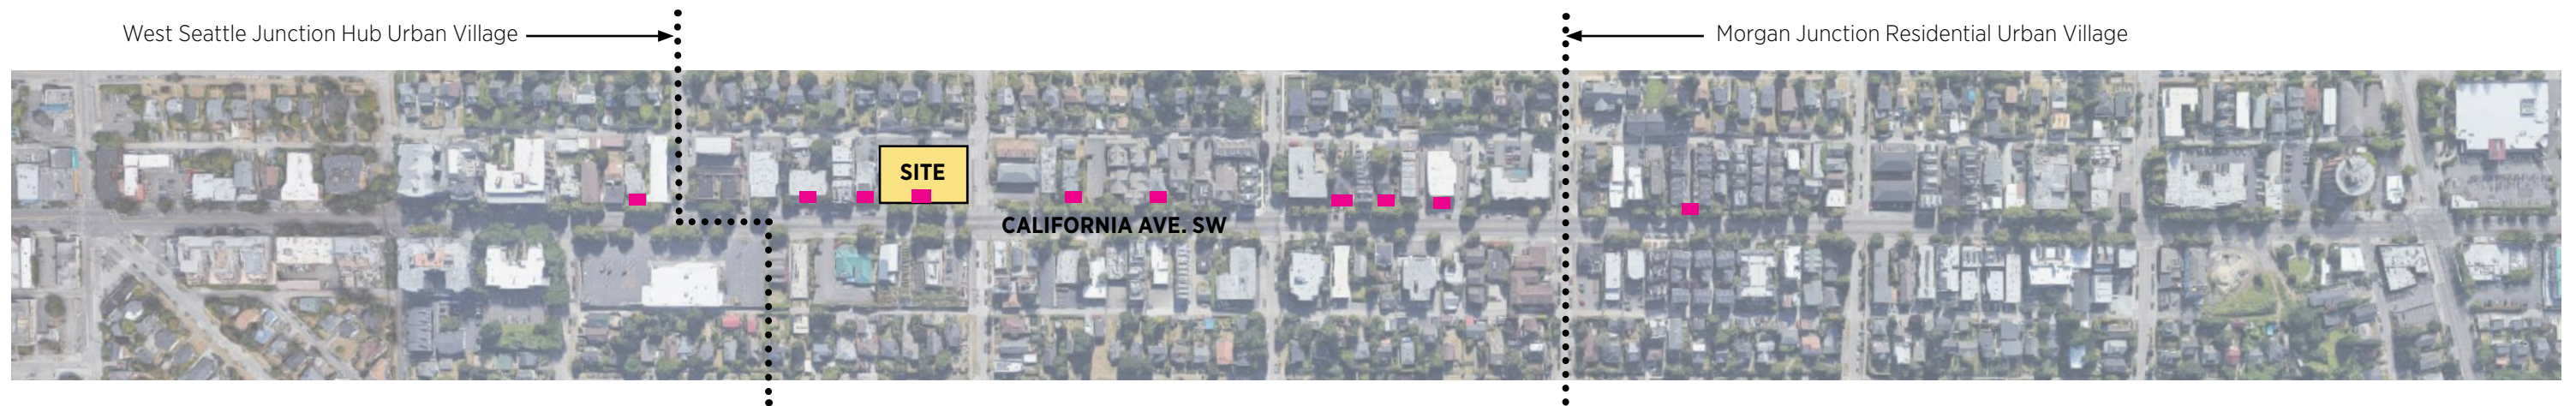 West Seattle Junction Hub Urban Village
Morgan Junction Residential Urban Village
SITE
CALIFORNIA AVE. SW